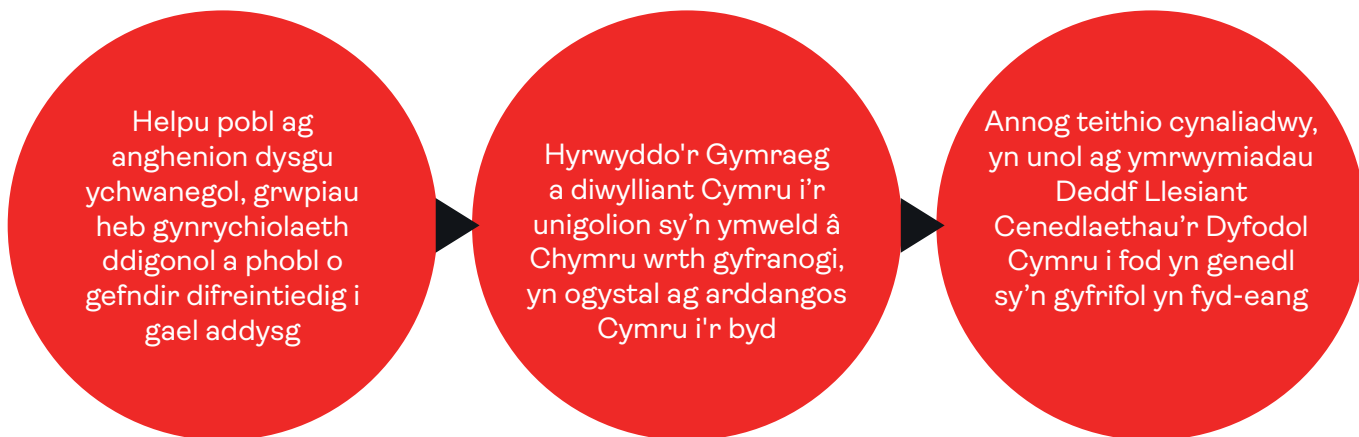 Helpu pobl ag
anghenion dysgu
ychwanegol, grwpiau
heb gynrychiolaeth
ddigonol a phobl o
gefndir difreintiedig i
gael addysg
Hyrwyddo'r Gymraeg
a diwylliant Cymru i’r
unigolion sy’n ymweld â
Chymru wrth gyfranogi,
yn ogystal ag arddangos
Cymru i'r byd
Annog teithio cynaliadwy,
yn unol ag ymrwymiadau
Deddf Llesiant
Cenedlaethau’r Dyfodol
Cymru i fod yn genedl
sy’n gyfrifol yn fyd-eang